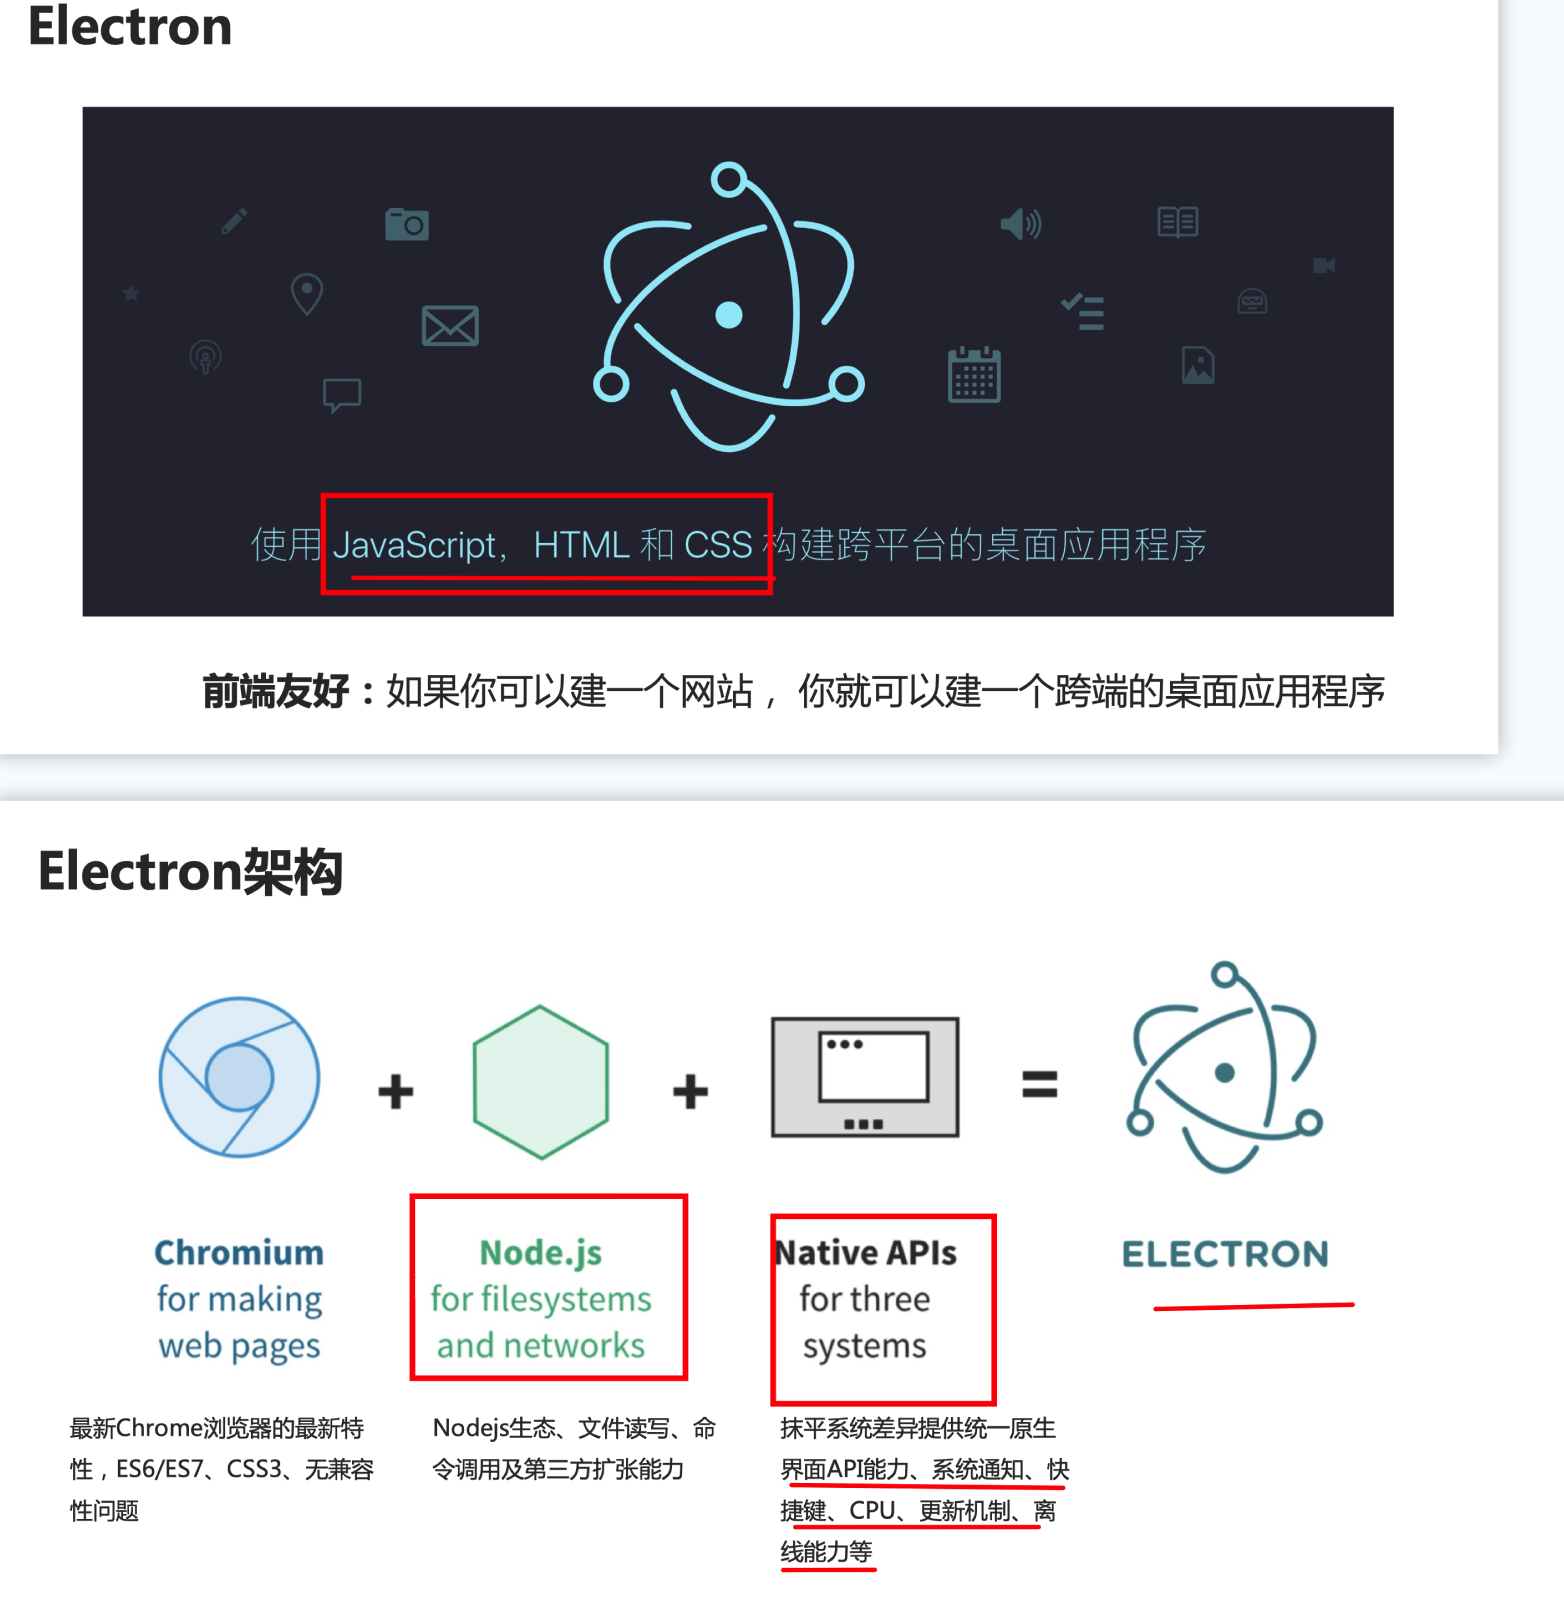 Electron
使用 JavaScript，HTML 和 CSS 构建跨平台的桌面应用程序
前端友好：如果你可以建一个网站，你就可以建一个跨端的桌面应用程序
Electron架构
+ + =
Chromium
for making
web pages
最新Chrome浏览器的最新特
性，ES6/ES7、CSS3、无兼容
性问题
Node.js
for filesystems
and networks
Nodejs生态、文件读写、命
令调用及第三方扩张能力
Native APIs
for three
systems
抹平系统差异提供统一原生
界面API能力、系统通知、快
捷键、CPU、更新机制、离
线能力等
ELECTRON